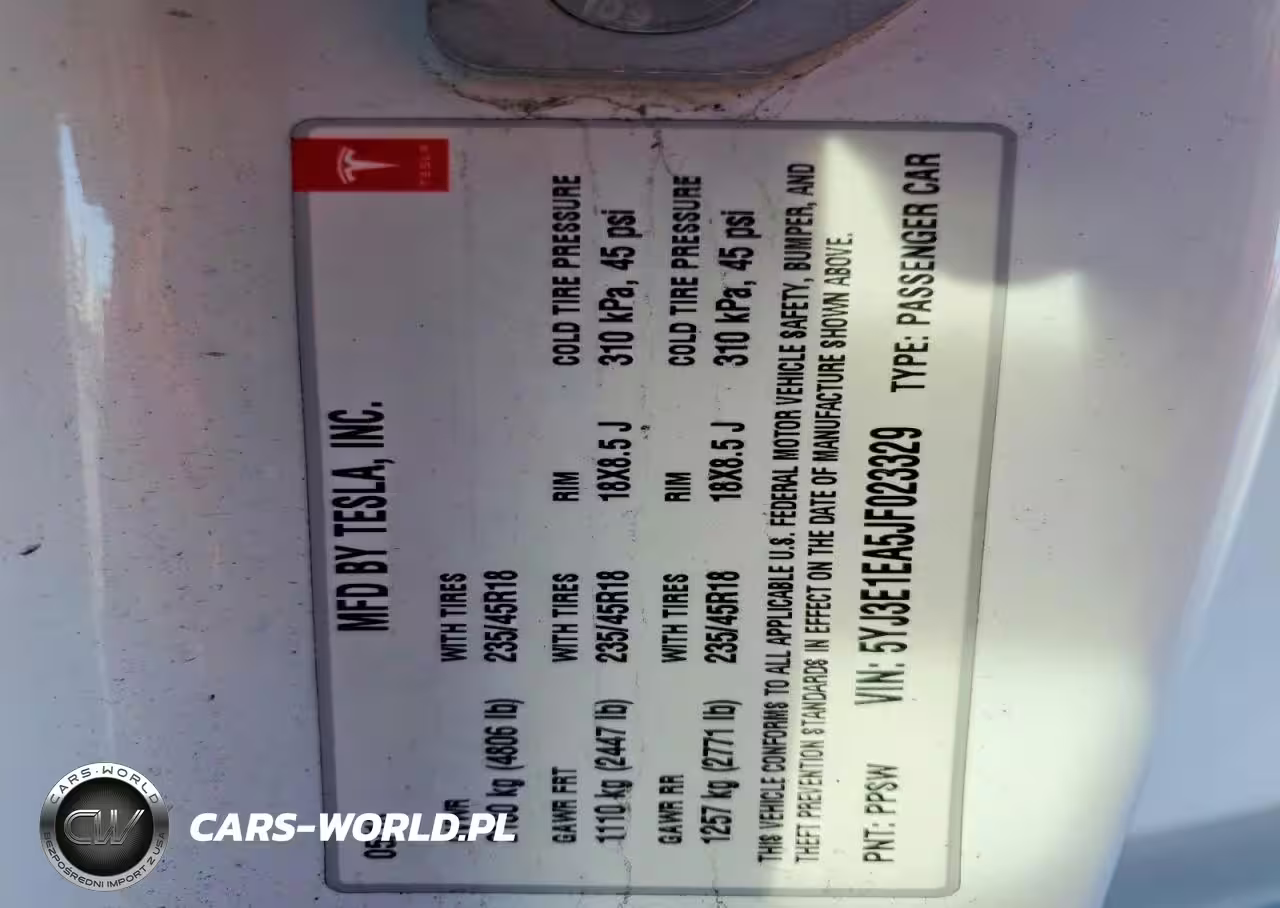 TESLA
MFD BY TESLA, INC.
WITH TIRES
(4806 lb) 235/45R18
GAWR FRT WITH TIRES RIM COLD TIRE PRESSURE
1110 kg (2447 lb) 235/45R18 18X8.5 J 310 kPa, 45 psi
GAWR RR WITH TIRES RIM COLD TIRE PRESSURE
1257 kg (2771 lb) 235/45R18 18X8.5 J 310 kPa, 45 psi
THIS VEHICLE CONFORMS TO ALL APPLICABLE U.S. FEDERAL MOTOR VEHICLE SAFETY, BUMPER, AND
THEFT PREVENTION STANDARDS IN EFFECT ON THE DATE OF MANUFACTURE SHOWN ABOVE.
PNT: PPSW VIN: 5YJ3E1EA5JF023329 TYPE: PASSENGER CAR
CARS-WORLD
CW
BEZPOŚREDNI IMPORT Z USA
CARS-WORLD.PL